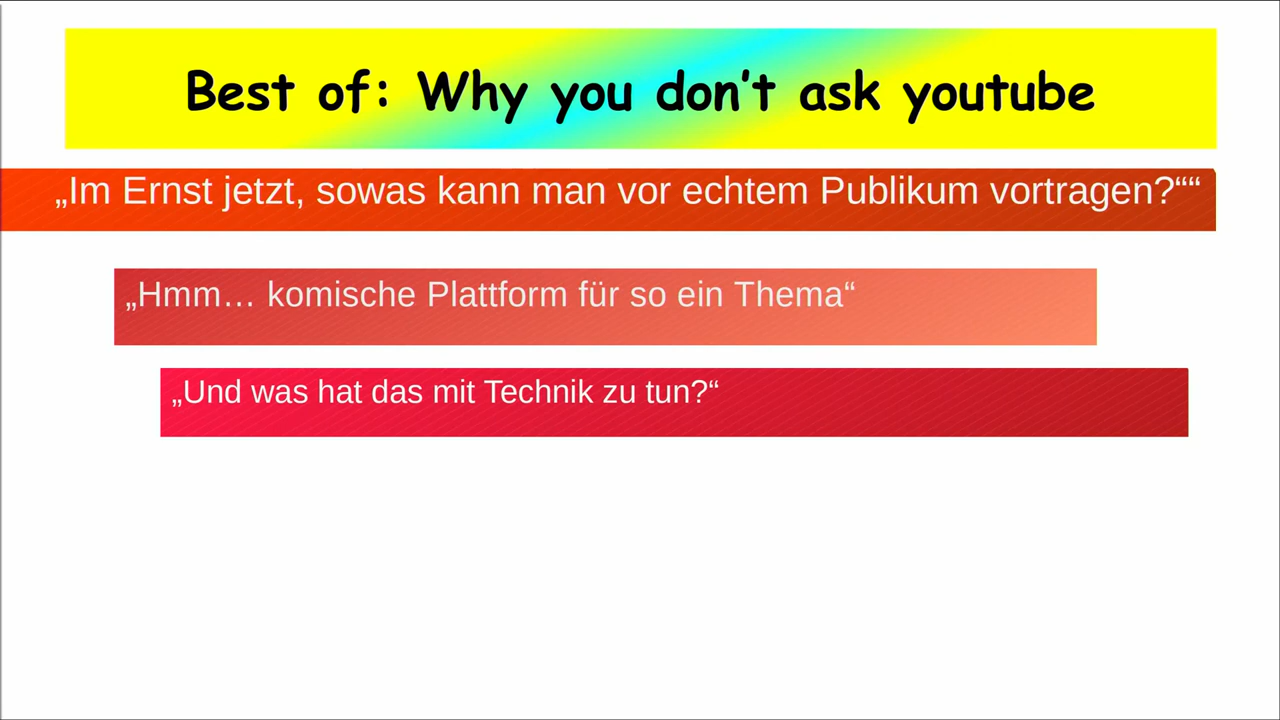 Best of: Why you don’t ask youtube
„Im Ernst jetzt, sowas kann man vor echtem Publikum vortragen?““
„Hmm… komische Plattform für so ein Thema“
„Und was hat das mit Technik zu tun?“